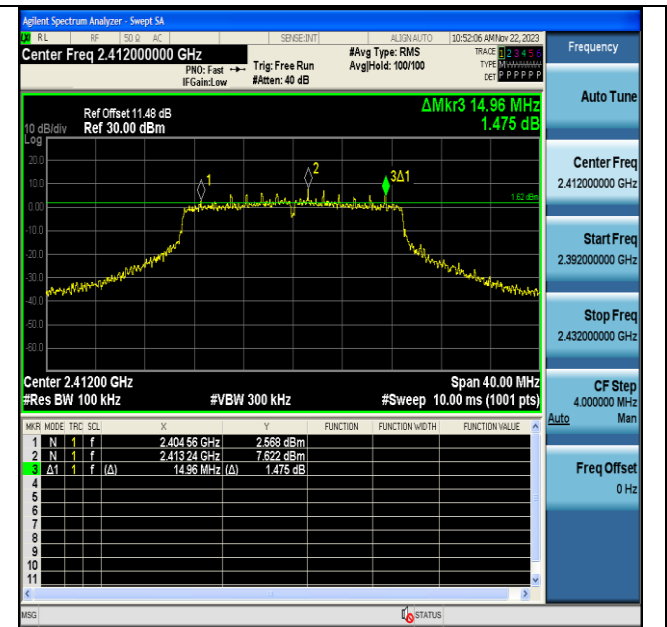 Agilent Spectrum Analyzer - Swept SA
RL RF 50 Ω AC SENSE:INT ALIGNAUTO 10:52:06 AM Nov 22, 2023
Center Freq 2.412000000 GHz
PNO: Fast
IFGain:Low
Trig: Free Run
#Atten: 40 dB
#Avg Type: RMS
Avg|Hold: 100/100
TRACE 1 2 3 4 5 6
TYPE M
DET P P P P P P
Frequency
Auto Tune
Center Freq
2.412000000 GHz
Start Freq
2.392000000 GHz
Stop Freq
2.432000000 GHz
CF Step
4.000000 MHz
Auto Man
Freq Offset
0 Hz
ΔMkr3 14.96 MHz
1.475 dB
Ref Offset 11.48 dB
10 dB/div Ref 30.00 dBm
Log
20.0
10.0
0.00
-10.0
-20.0
-30.0
-40.0
-50.0
-60.0
1
2
3Δ1
1.62 dBm
Center 2.41200 GHz Span 40.00 MHz
#Res BW 100 kHz #VBW 300 kHz #Sweep 10.00 ms (1001 pts)
MKR MODE TRC SCL X Y FUNCTION FUNCTION WIDTH FUNCTION VALUE
1 N 1 f 2.404 56 GHz 2.568 dBm
2 N 1 f 2.413 24 GHz 7.622 dBm
3 Δ1 1 f (Δ) 14.96 MHz (Δ) 1.475 dB
4
5
6
7
8
9
10
11
MSG STATUS